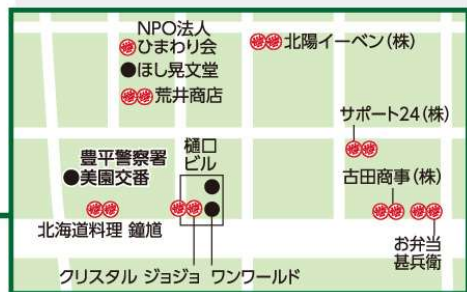 NPO法人
ひまわり会
北陽イーベン(株)
ほし晃文堂
荒井商店
サポート24(株)
樋口
ビル
豊平警察署
美園交番
古田商事(株)
北海道料理 鐘馗
お弁当
甚兵衛
クリスタル ジョジョ ワンワールド